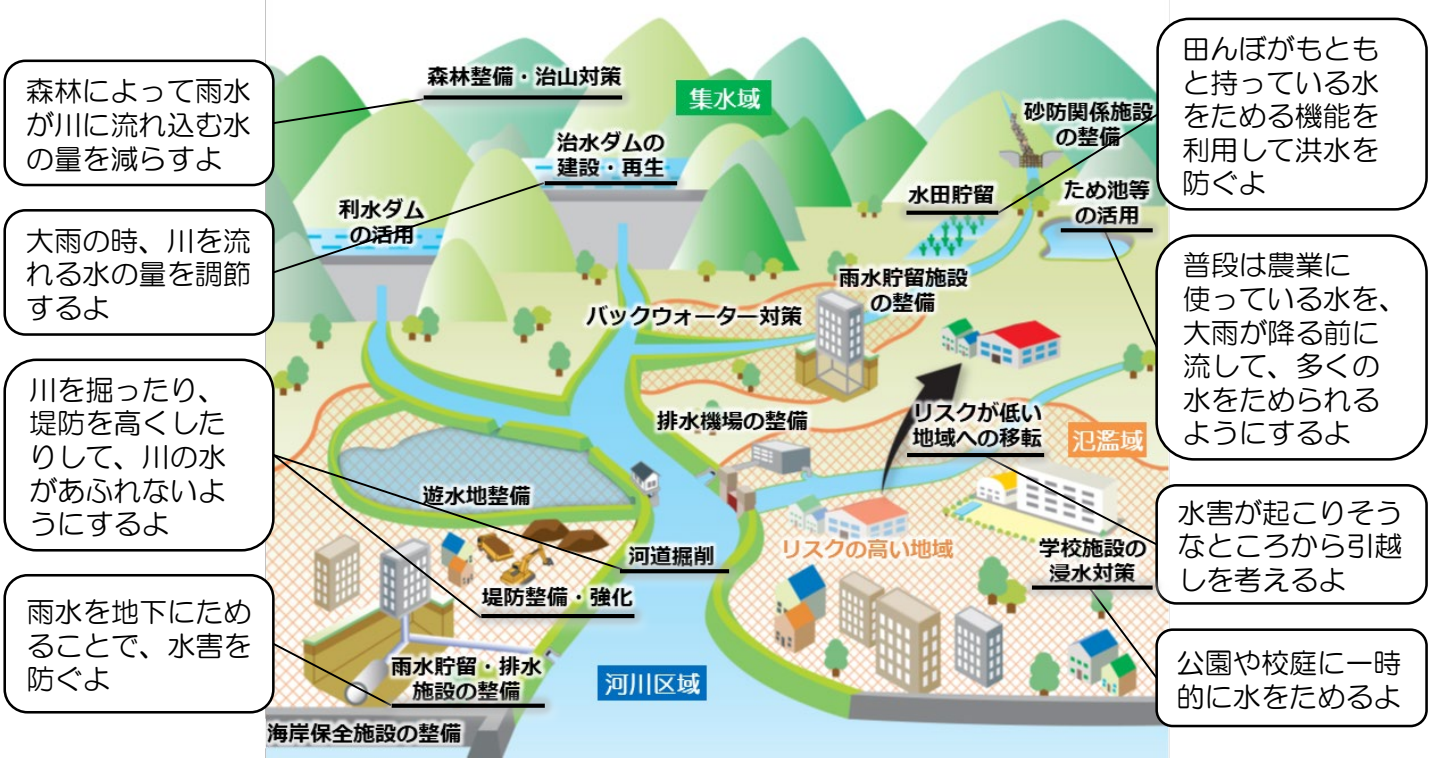 森林によって雨水
が川に流れ込む水
の量を減らすよ
大雨の時、川を流
れる水の量を調節
するよ
川を掘ったり、
堤防を高くした
りして、川の水
があふれないよ
うにするよ
雨水を地下にため
ることで、水害を
防ぐよ
森林整備・治山対策
集水域
治水ダムの
建設・再生
利水ダム
の活用
砂防関係施設
の整備
水田貯留
ため池等
の活用
雨水貯留施設
の整備
バックウォーター対策
排水機場の整備
リスクが低い
地域への移転
氾濫域
遊水地整備
河道掘削
リスクの高い地域
学校施設の
浸水対策
堤防整備・強化
雨水貯留・排水
施設の整備
河川区域
海岸保全施設の整備
田んぼがもとも
と持っている水
をためる機能を
利用して洪水を
防ぐよ
普段は農業に
使っている水を、
大雨が降る前に
流して、多くの
水をためられる
ようにするよ
水害が起こりそう
なところから引越
しを考えるよ
公園や校庭に一時
的に水をためるよ